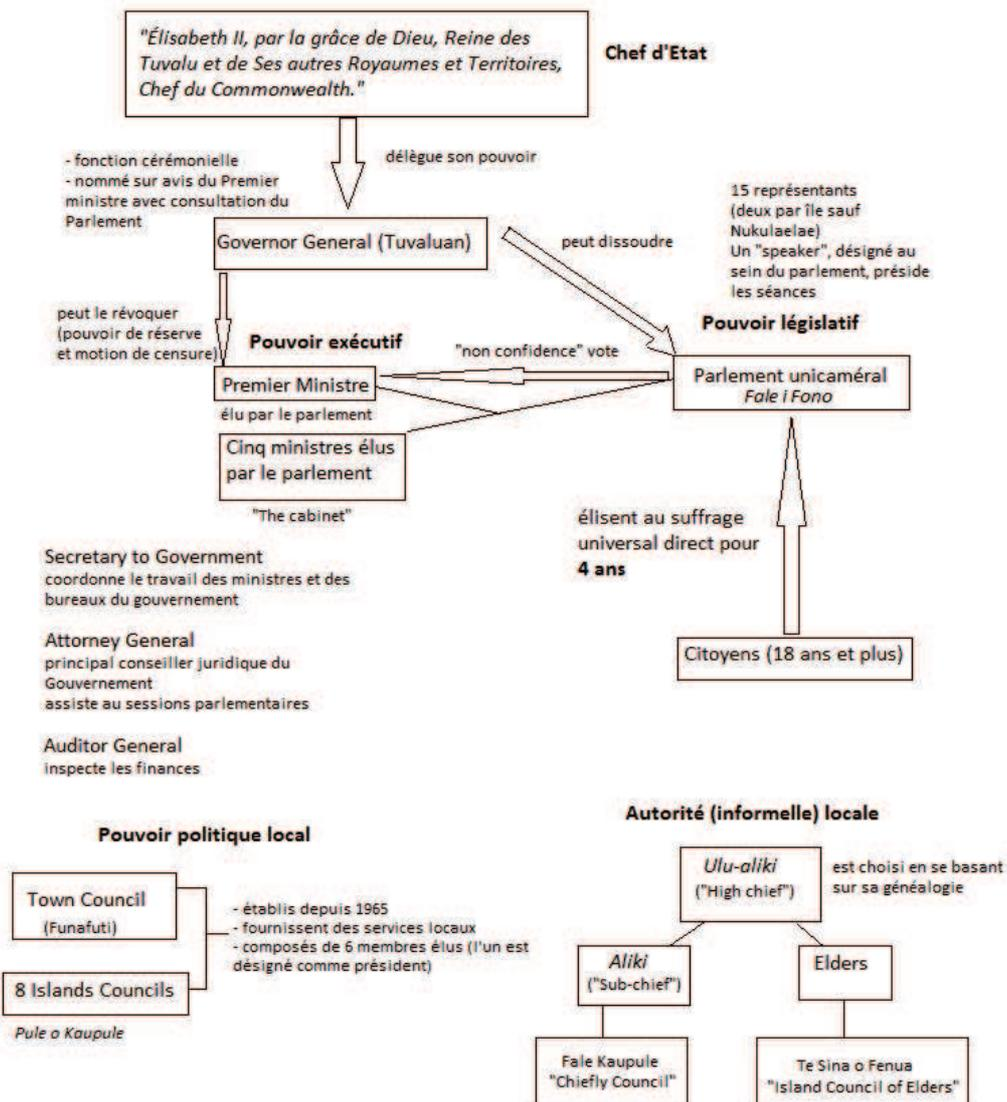 "Élisabeth II, par la grâce de Dieu, Reine des
Tuvalu et de Ses autres Royaumes et Territoires,
Chef du Commonwealth."
Chef d'Etat
- fonction cérémonielle
- nommé sur avis du Premier
ministre avec consultation du
Parlement
délègue son pouvoir
Governor General (Tuvaluan)
peut dissoudre
15 représentants
(deux par île sauf
Nukulaelae)
Un "speaker", désigné au
sein du parlement, préside
les séances
peut le révoquer
(pouvoir de réserve
et motion de censure)
Pouvoir exécutif
"non confidence" vote
Pouvoir législatif
Premier Ministre
élu par le parlement
Parlement unicaméral
Fale i Fono
Cinq ministres élus
par le parlement
"The cabinet"
élisent au suffrage
universal direct pour
4 ans
Citoyens (18 ans et plus)
Secretary to Government
coordonne le travail des ministres et des
bureaux du gouvernement
Attorney General
principal conseiller juridique du
Gouvernement
assiste au sessions parlementaires
Auditor General
inspecte les finances
Pouvoir politique local
Town Council
(Funafuti)
- établis depuis 1965
- fournissent des services locaux
- composés de 6 membres élus (l'un est
désigné comme président)
8 Islands Councils
Pule o Kaupule
Autorité (informelle) locale
Ulu-aliki
("High chief")
est choisi en se basant
sur sa généalogie
Aliki
("Sub-chief")
Elders
Fale Kaupule
"Chiefly Council"
Te Sina o Fenua
"Island Council of Elders"